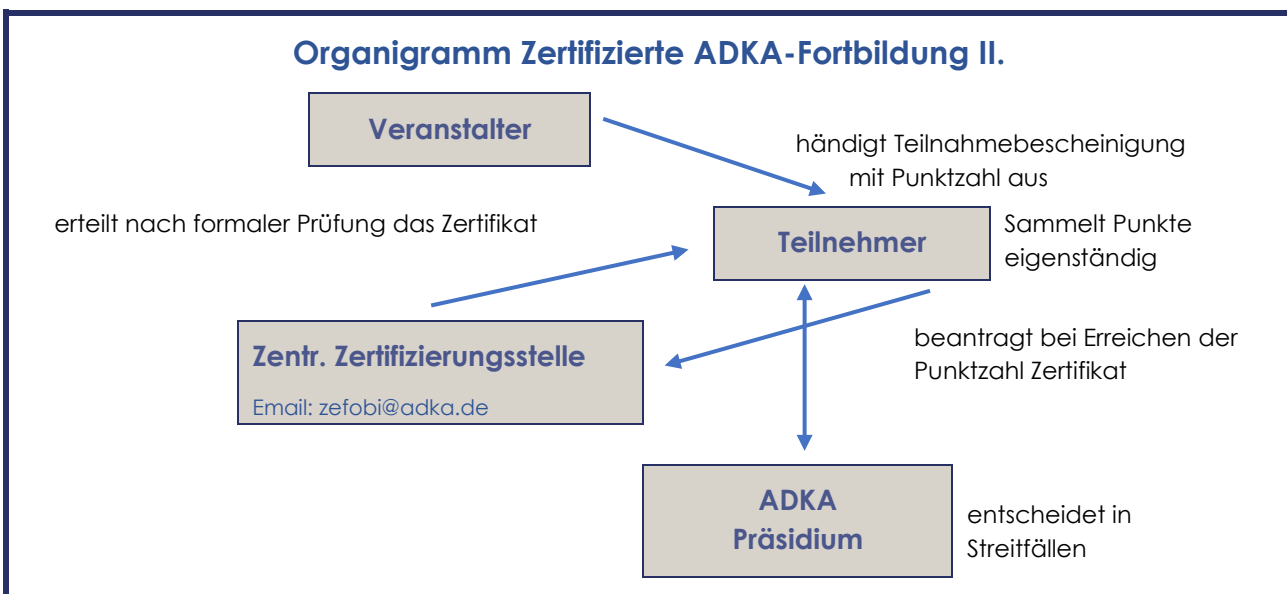 Organigramm Zertifizierte ADKA-Fortbildung II.
Veranstalter
händigt Teilnahmebescheinigung
mit Punktzahl aus
erteilt nach formaler Prüfung das Zertifikat
Teilnehmer
Sammelt Punkte
eigenständig
Zentr. Zertifizierungsstelle
Email: zefobi@adka.de
beantragt bei Erreichen der
Punktzahl Zertifikat
ADKA
Präsidium
entscheidet in
Streitfällen